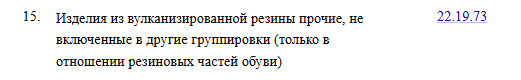 15. Изделия из вулканизированной резины прочие, не 22.19.73
включенные в другие группировки (только в
отношении резиновых частей обуви)